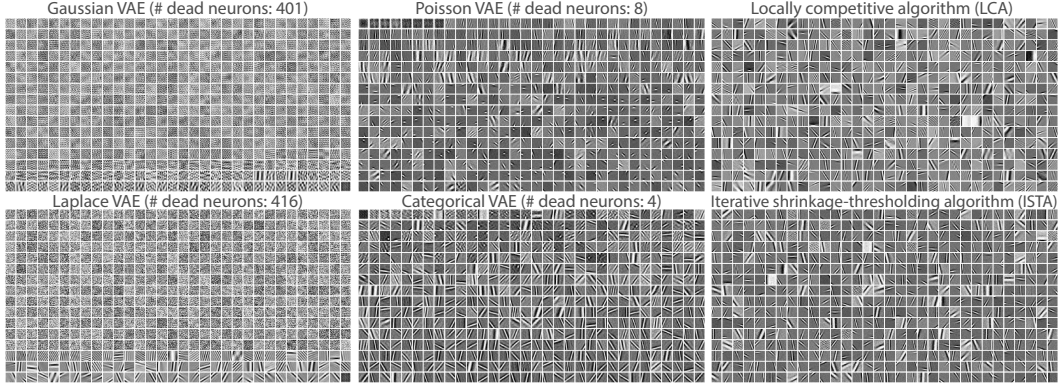 Gaussian VAE (# dead neurons: 401)
Poisson VAE (# dead neurons: 8)
Locally competitive algorithm (LCA)
Laplace VAE (# dead neurons: 416)
Categorical VAE (# dead neurons: 4)
Iterative shrinkage-thresholding algorithm (ISTA)